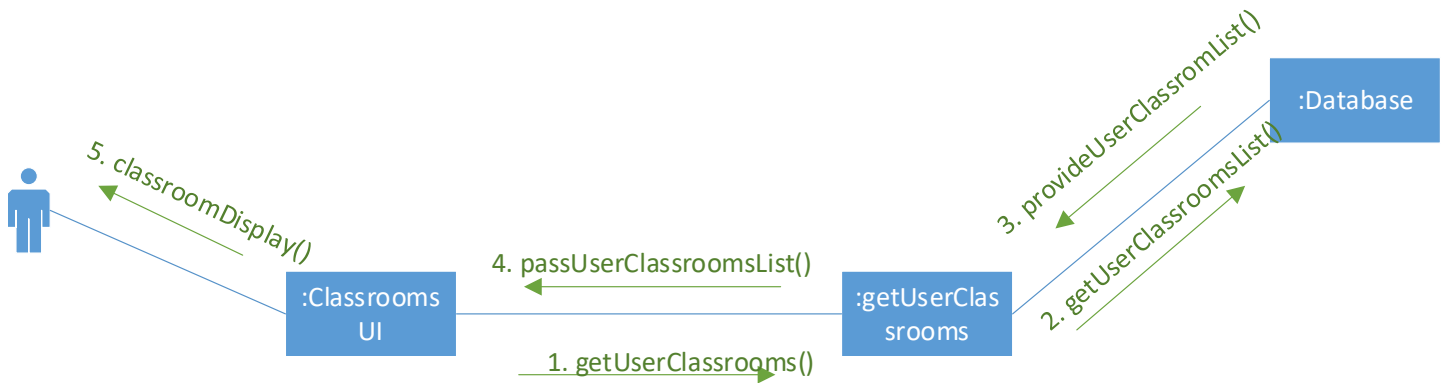 :Database
3. provideUserClassromList()
2. getUserClassroomsList()
5. classroomDisplay()
4. passUserClassroomsList()
:Classrooms
UI
:getUserClas
srooms
1. getUserClassrooms()